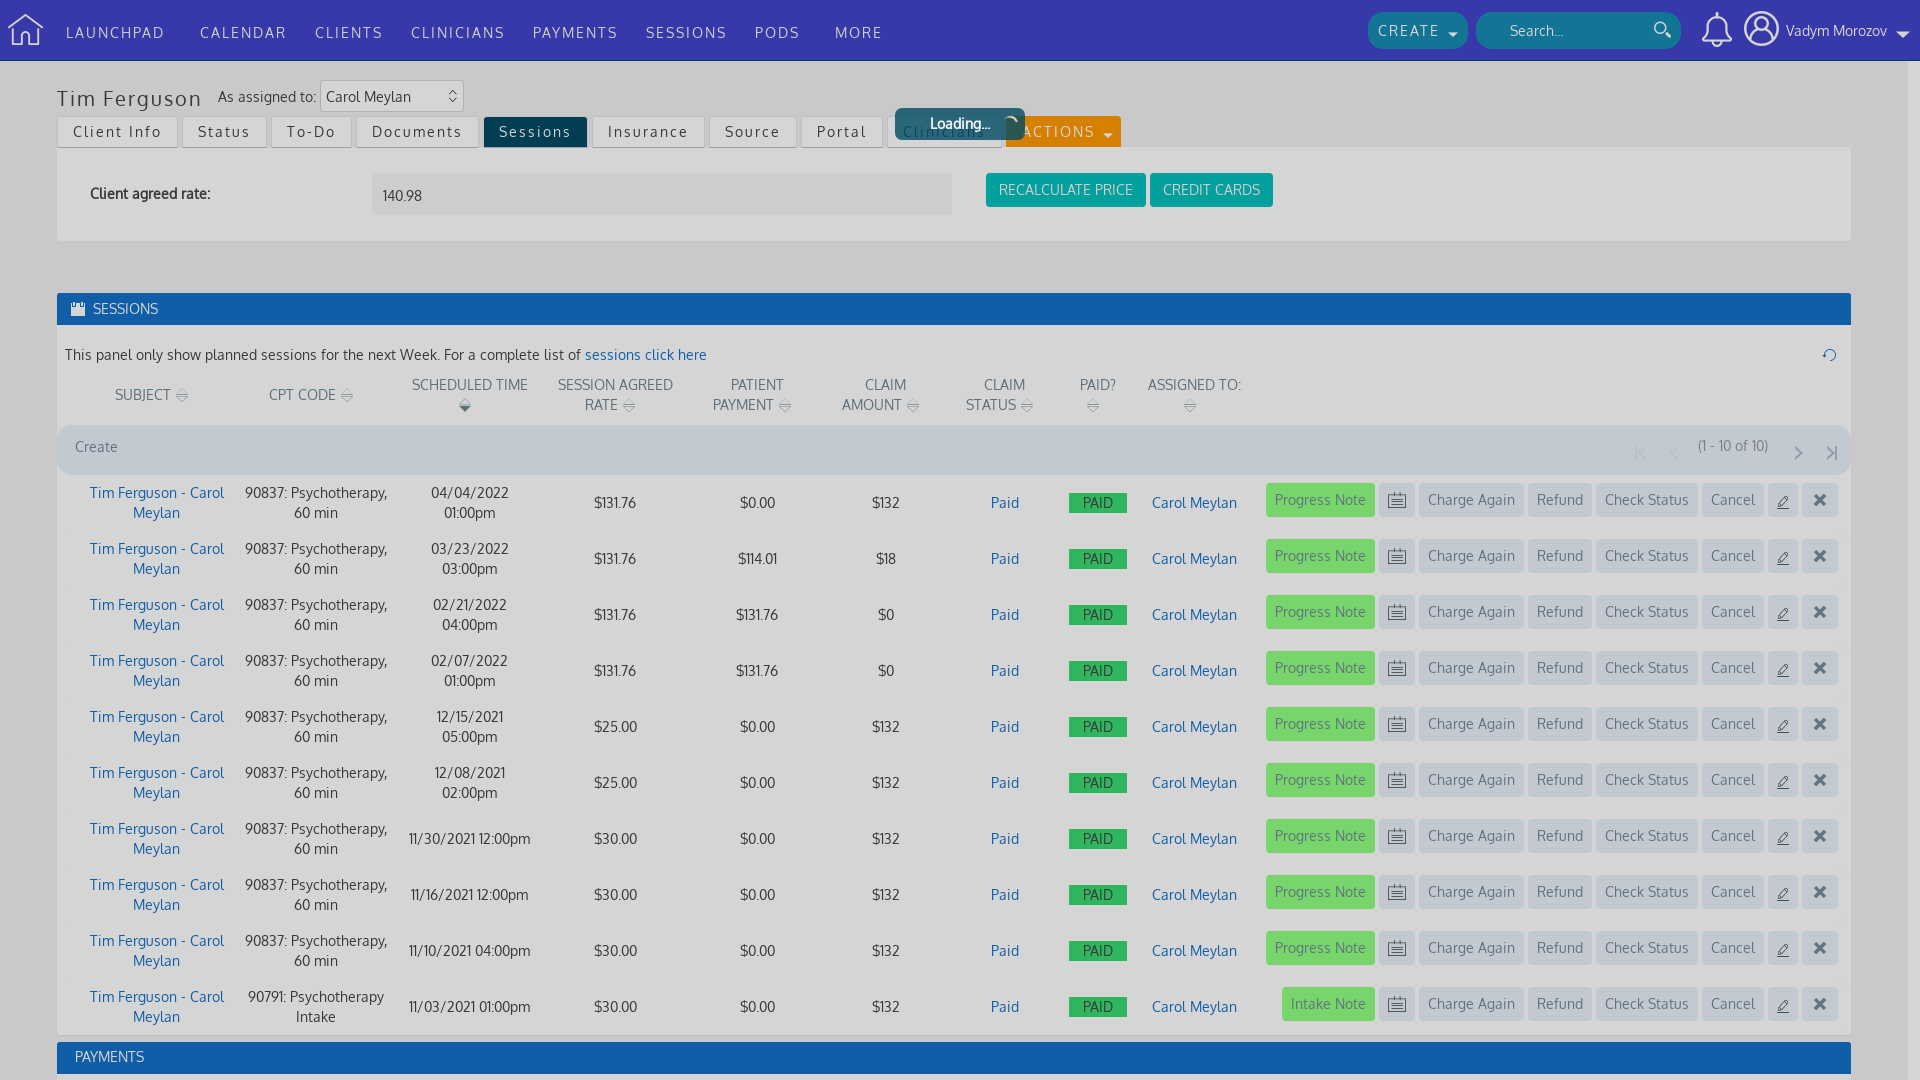 LAUNCHPAD CALENDAR CLIENTS CLINICIANS PAYMENTS SESSIONS PODS MORE CREATE Search... Vadym Morozov
Tim Ferguson As assigned to: Carol Meylan
Loading...
Client Info Status To-Do Documents Sessions Insurance Source Portal Clinicians ACTIONS
Client agreed rate: 140.98 RECALCULATE PRICE CREDIT CARDS
SESSIONS
This panel only show planned sessions for the next Week. For a complete list of sessions click here
SUBJECT CPT CODE SCHEDULED TIME SESSION AGREED RATE PATIENT PAYMENT CLAIM AMOUNT CLAIM STATUS PAID? ASSIGNED TO:
Create (1 - 10 of 10)
Tim Ferguson - Carol Meylan 90837: Psychotherapy, 60 min 04/04/2022 01:00pm $131.76 $0.00 $132 Paid PAID Carol Meylan Progress Note Charge Again Refund Check Status Cancel
Tim Ferguson - Carol Meylan 90837: Psychotherapy, 60 min 03/23/2022 03:00pm $131.76 $114.01 $18 Paid PAID Carol Meylan Progress Note Charge Again Refund Check Status Cancel
Tim Ferguson - Carol Meylan 90837: Psychotherapy, 60 min 02/21/2022 04:00pm $131.76 $131.76 $0 Paid PAID Carol Meylan Progress Note Charge Again Refund Check Status Cancel
Tim Ferguson - Carol Meylan 90837: Psychotherapy, 60 min 02/07/2022 01:00pm $131.76 $131.76 $0 Paid PAID Carol Meylan Progress Note Charge Again Refund Check Status Cancel
Tim Ferguson - Carol Meylan 90837: Psychotherapy, 60 min 12/15/2021 05:00pm $25.00 $0.00 $132 Paid PAID Carol Meylan Progress Note Charge Again Refund Check Status Cancel
Tim Ferguson - Carol Meylan 90837: Psychotherapy, 60 min 12/08/2021 02:00pm $25.00 $0.00 $132 Paid PAID Carol Meylan Progress Note Charge Again Refund Check Status Cancel
Tim Ferguson - Carol Meylan 90837: Psychotherapy, 60 min 11/30/2021 12:00pm $30.00 $0.00 $132 Paid PAID Carol Meylan Progress Note Charge Again Refund Check Status Cancel
Tim Ferguson - Carol Meylan 90837: Psychotherapy, 60 min 11/16/2021 12:00pm $30.00 $0.00 $132 Paid PAID Carol Meylan Progress Note Charge Again Refund Check Status Cancel
Tim Ferguson - Carol Meylan 90837: Psychotherapy, 60 min 11/10/2021 04:00pm $30.00 $0.00 $132 Paid PAID Carol Meylan Progress Note Charge Again Refund Check Status Cancel
Tim Ferguson - Carol Meylan 90791: Psychotherapy Intake 11/03/2021 01:00pm $30.00 $0.00 $132 Paid PAID Carol Meylan Intake Note Charge Again Refund Check Status Cancel
PAYMENTS